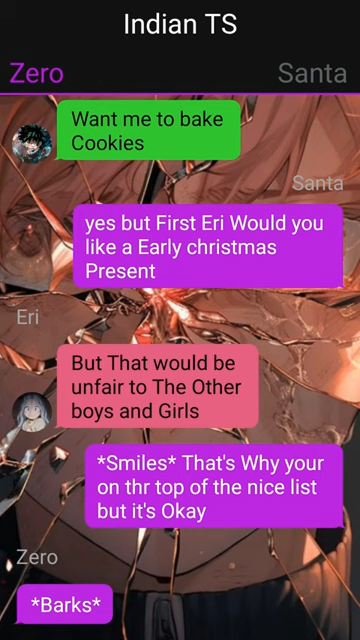 Indian TS
Zero
Santa
Want me to bake
Cookies
Santa
yes but First Eri Would you
like a Early christmas
Present
Eri
But That would be
unfair to The Other
boys and Girls
*Smiles* That's Why your
on thr top of the nice list
but it's Okay
Zero
*Barks*